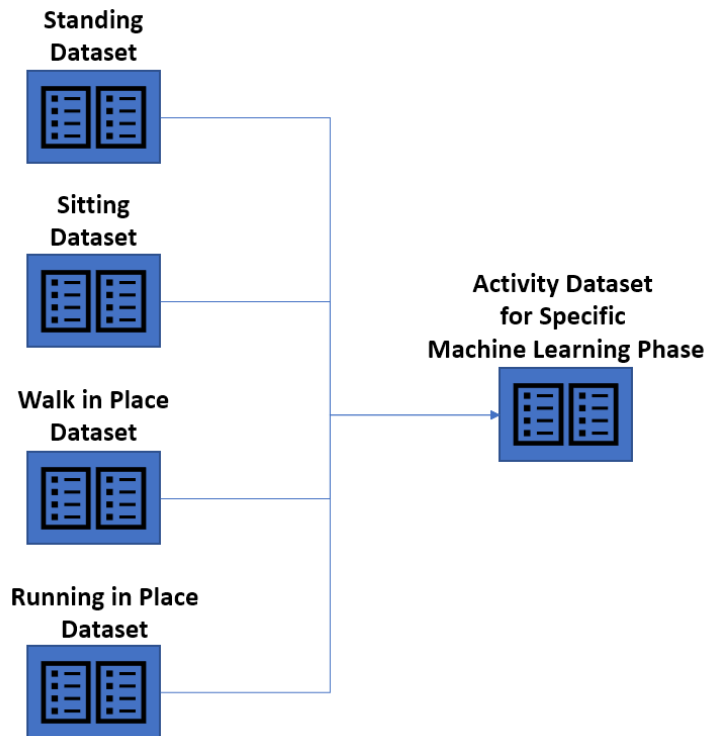 Standing
Dataset
Sitting
Dataset
Walk in Place
Dataset
Running in Place
Dataset
Activity Dataset
for Specific
Machine Learning Phase